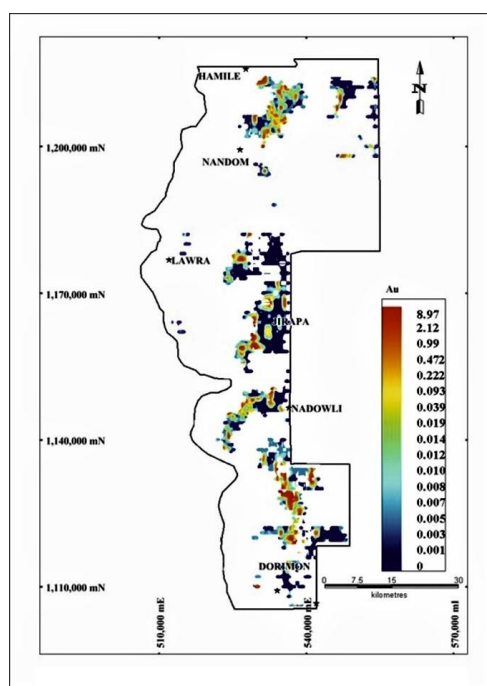 HAMILE
N
1,200,000 mN
NANDOM
LAWRA
1,170,000 mN
Au
8.97
2.12
0.99
0.472
0.222
0.093
0.039
0.019
0.014
0.012
0.010
0.008
0.007
0.005
0.003
0.001
0
JIRAPA
NADOWLI
1,140,000 mN
DORIMON
1,110,000 mN
0 7.5 15 30
kilometres
510,000 mE
540,000 mE